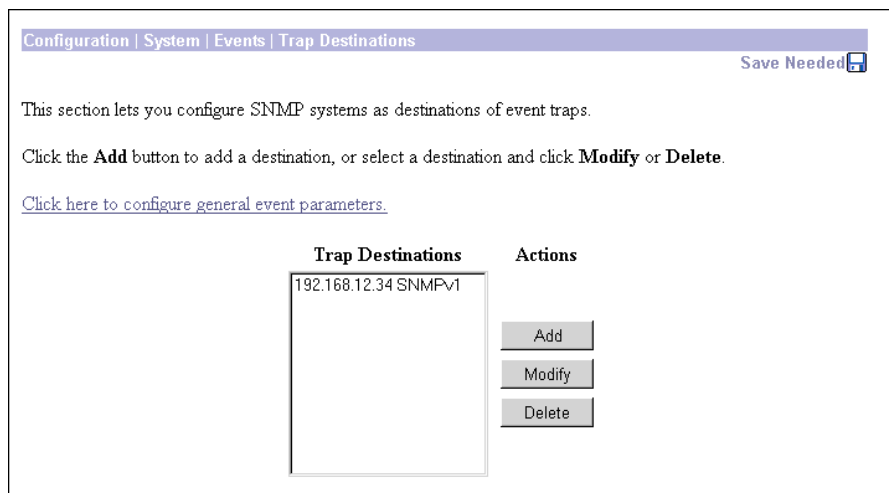 Configuration | System | Events | Trap Destinations
Save Needed
This section lets you configure SNMP systems as destinations of event traps.
Click the Add button to add a destination, or select a destination and click Modify or Delete.
Click here to configure general event parameters.
Trap Destinations Actions
192.168.12.34 SNMPv1
Add
Modify
Delete